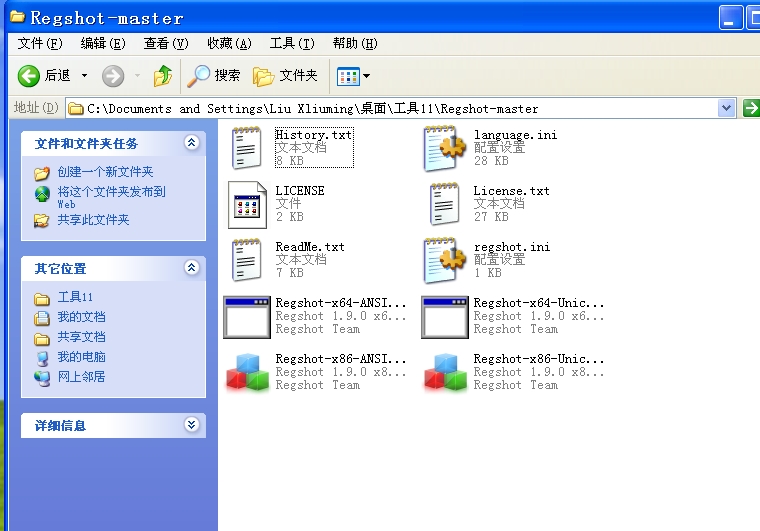 Regshot-master
文件(F) 编辑(E) 查看(V) 收藏(A) 工具(T) 帮助(H)
后退 搜索 文件夹
地址(D) C:\Documents and Settings\Liu Xliuming\桌面\工具11\Regshot-master
文件和文件夹任务
创建一个新文件夹
将这个文件夹发布到
Web
共享此文件夹
其它位置
工具11
我的文档
共享文档
我的电脑
网上邻居
详细信息
History.txt
文本文档
8 KB
language.ini
配置设置
28 KB
LICENSE
文件
2 KB
License.txt
文本文档
27 KB
ReadMe.txt
文本文档
7 KB
regshot.ini
配置设置
1 KB
Regshot-x64-ANSI...
Regshot 1.9.0 x6...
Regshot Team
Regshot-x64-Unic...
Regshot 1.9.0 x6...
Regshot Team
Regshot-x86-ANSI...
Regshot 1.9.0 x8...
Regshot Team
Regshot-x86-Unic...
Regshot 1.9.0 x8...
Regshot Team